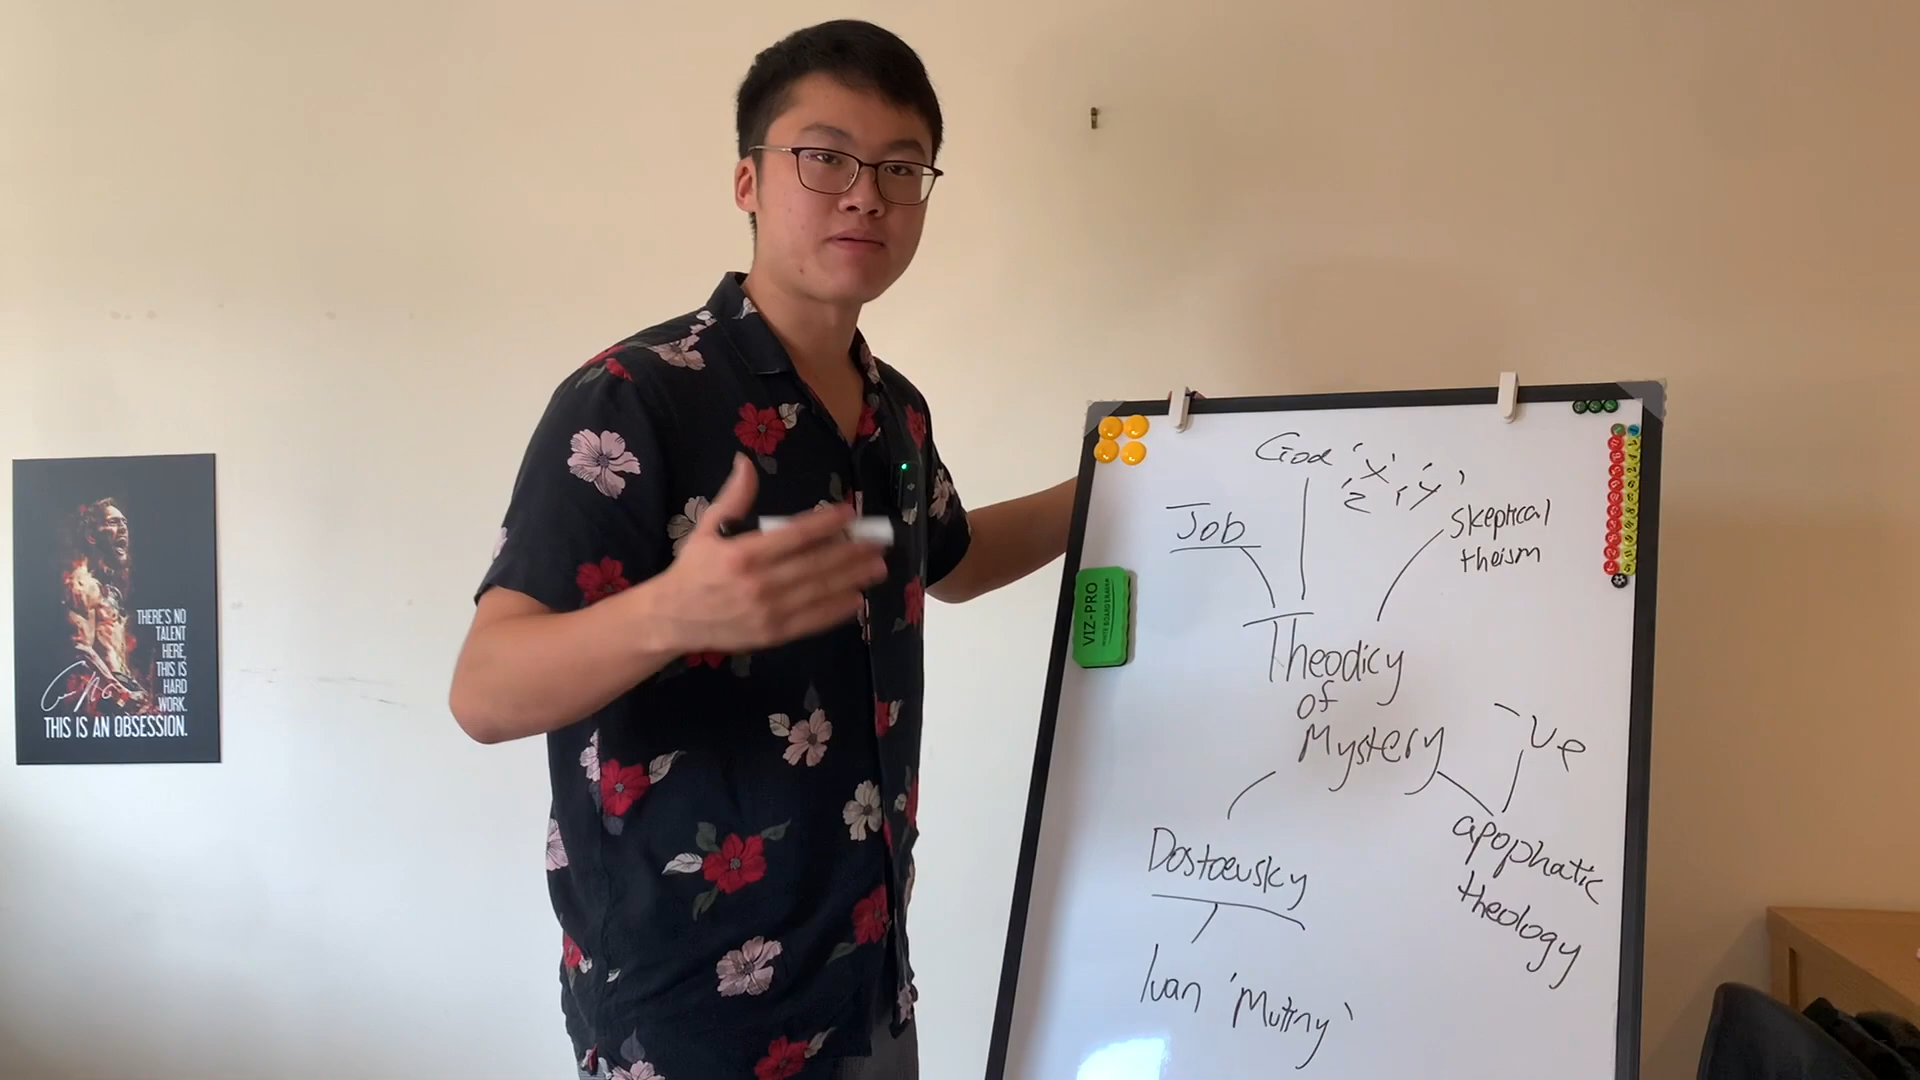 THERE'S NO
TALENT
HERE,
THIS IS
HARD
WORK.
THIS IS AN OBSESSION.
VIZ-PRO
God 'X'
'Z', 'Y'
Job
Skeptical
theism
Theodicy
of
Mystery
-ve
apophatic
theology
Dostoevsky
Ivan 'Mutiny'